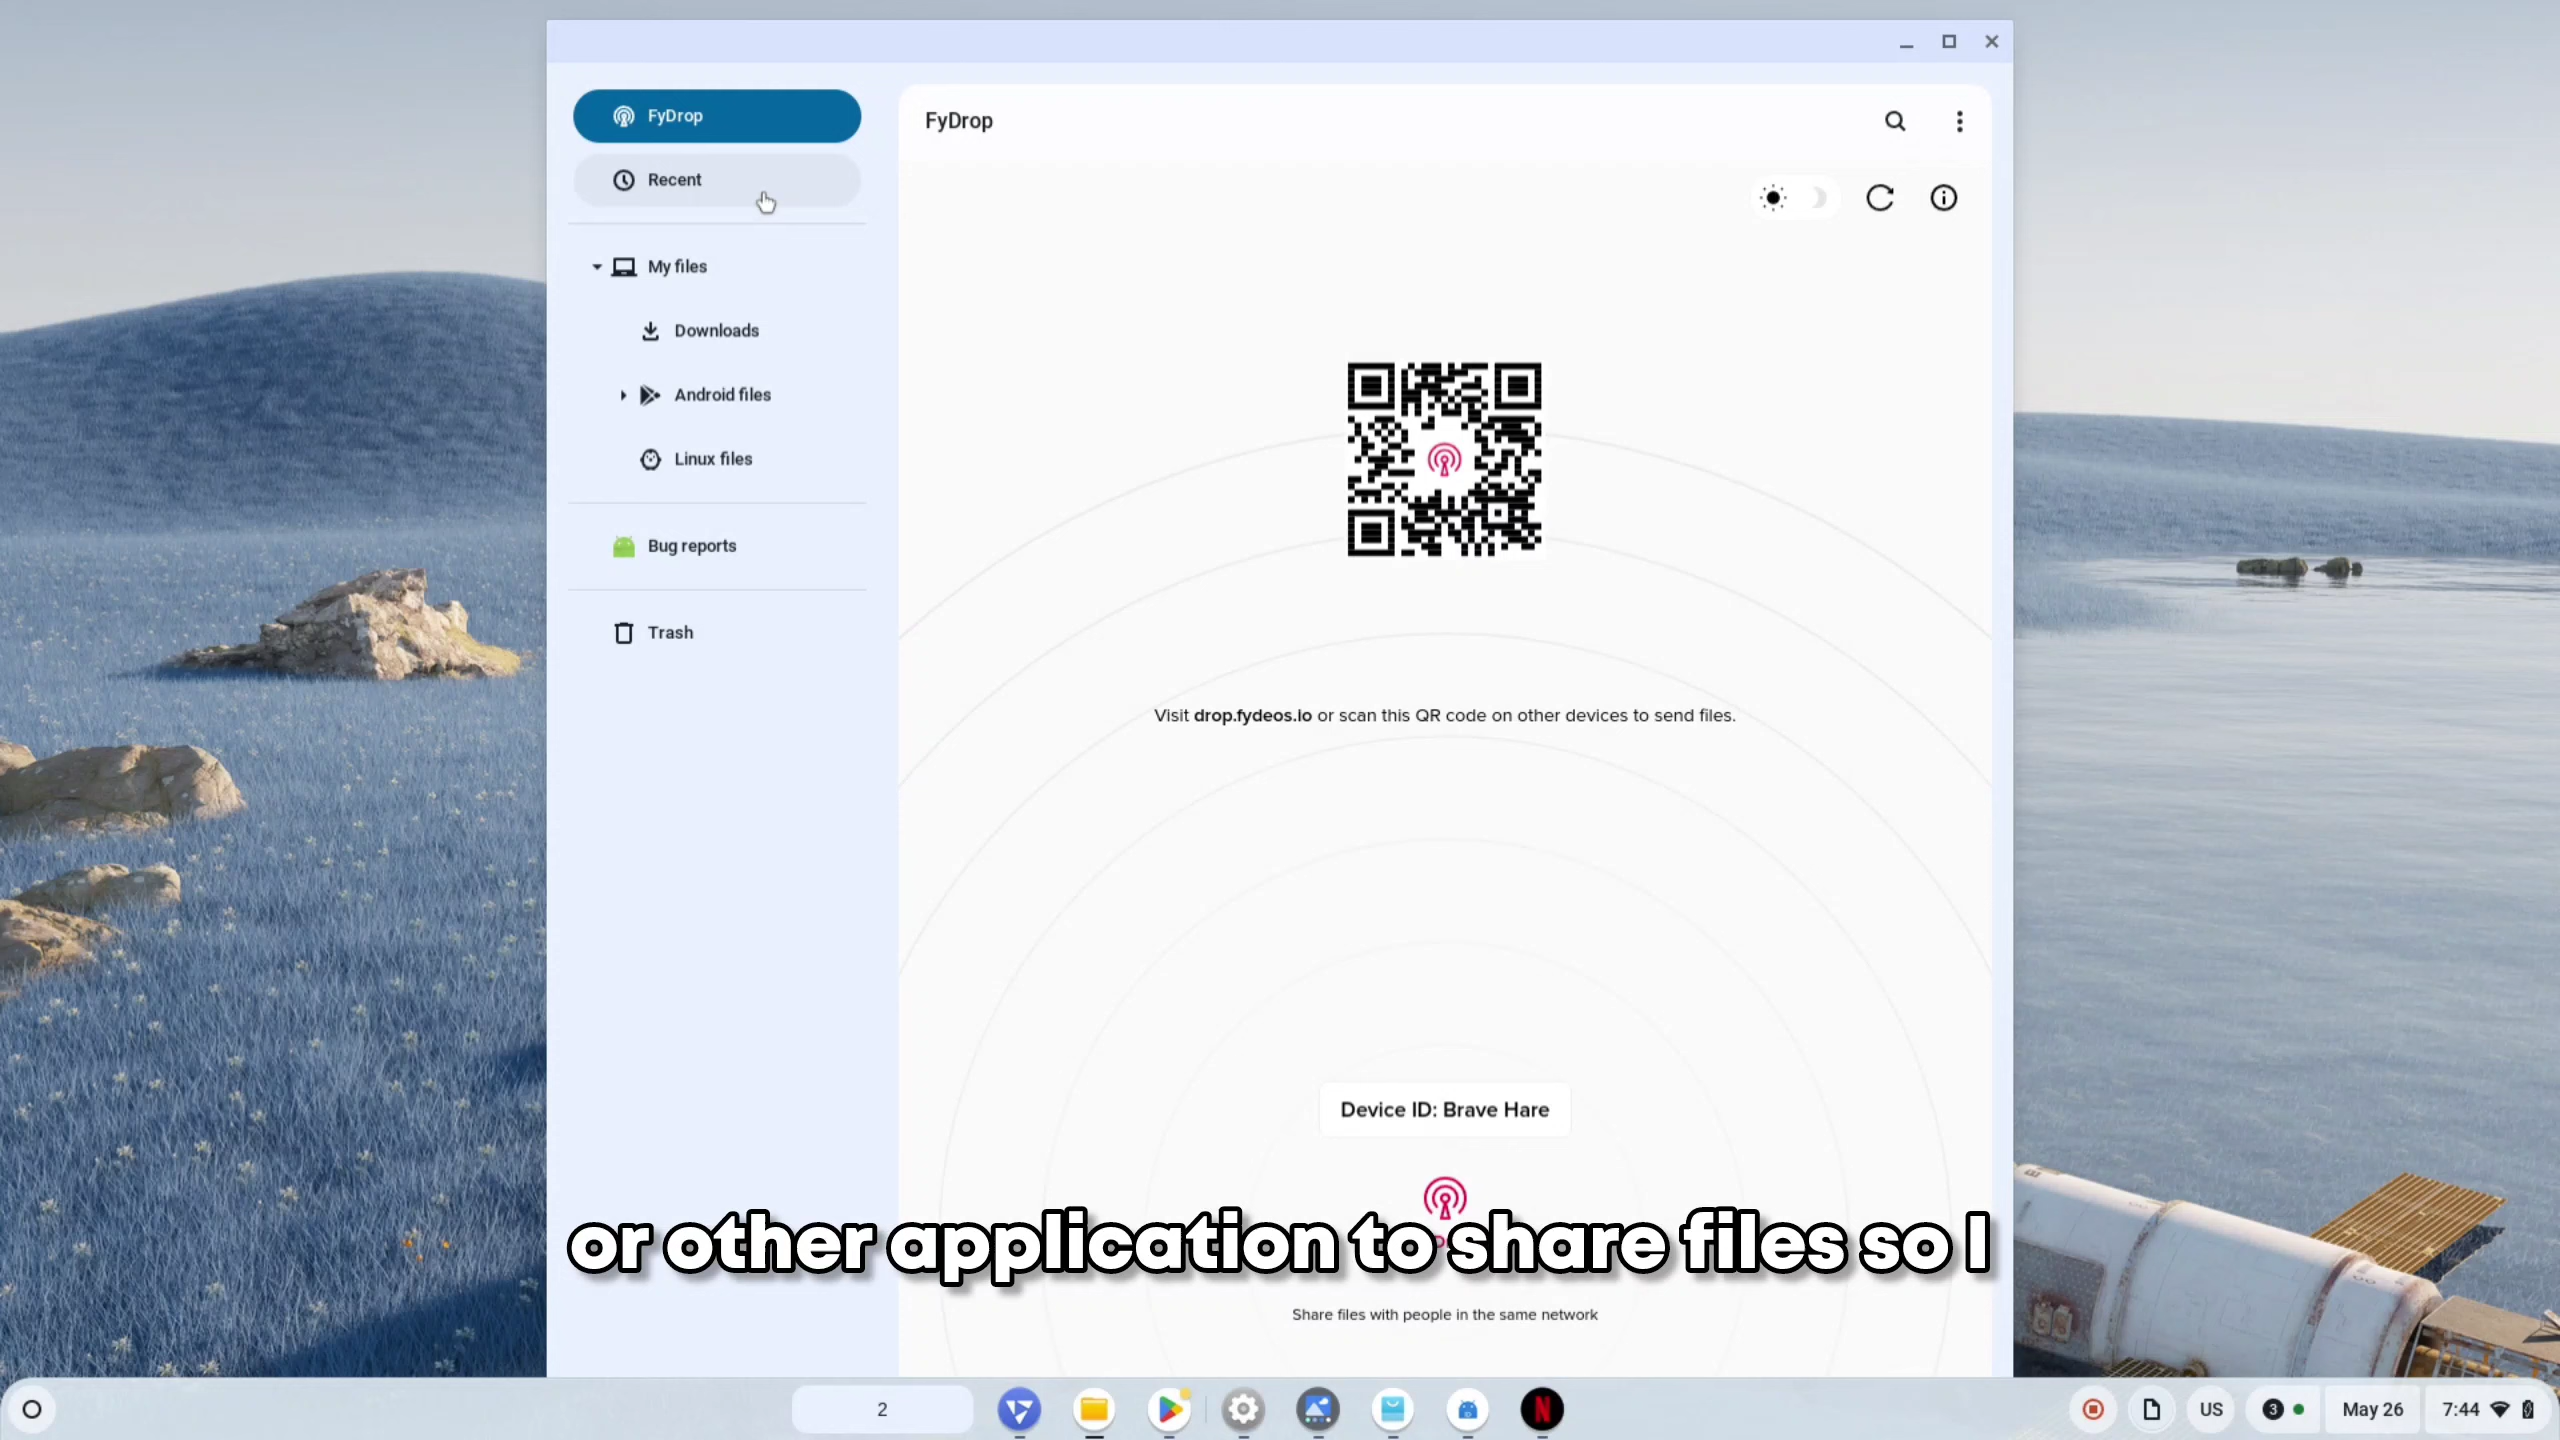 FyDrop
Recent
My files
Downloads
Android files
Linux files
Bug reports
Trash
FyDrop
Visit drop.fydeos.io or scan this QR code on other devices to send files.
Device ID: Brave Hare
or other application to share files so I
Share files with people in the same network
2
N
US
3
May 26
7:44